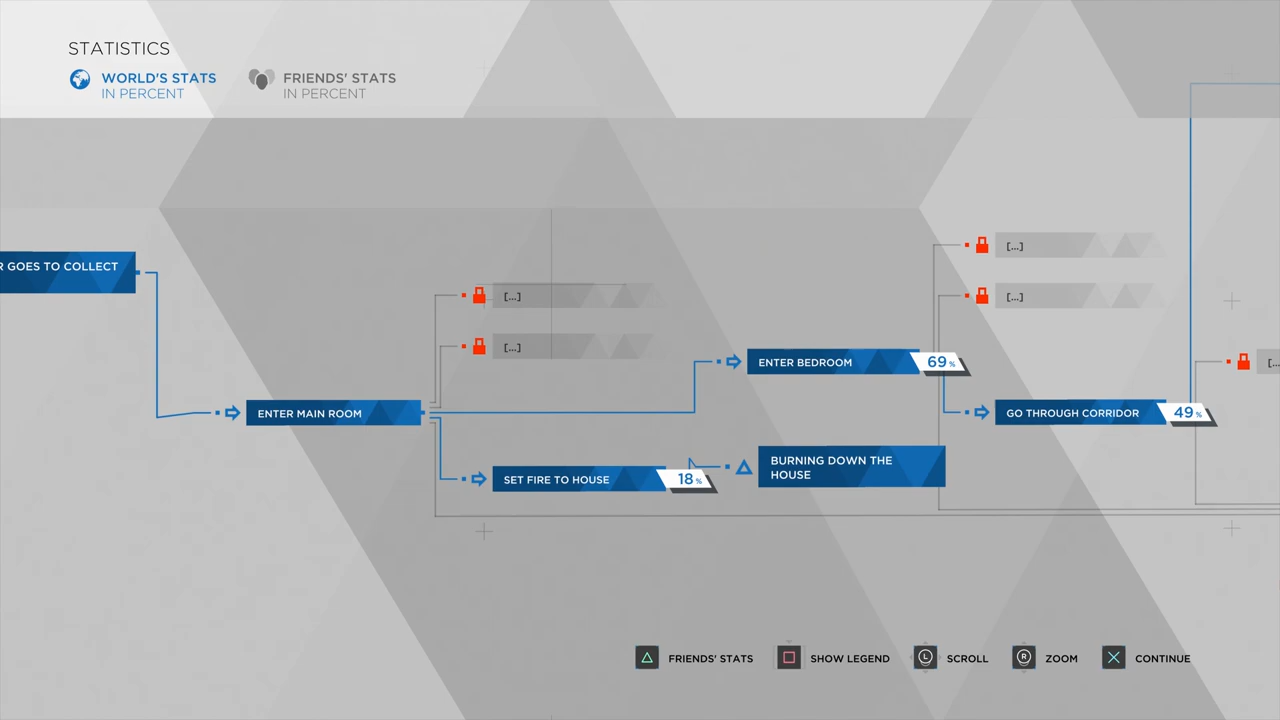 STATISTICS
WORLD'S STATS
IN PERCENT
FRIENDS' STATS
IN PERCENT
R GOES TO COLLECT
[...]
[...]
[...]
[...]
[...
ENTER BEDROOM
69%
ENTER MAIN ROOM
GO THROUGH CORRIDOR
49%
SET FIRE TO HOUSE
18%
BURNING DOWN THE
HOUSE
FRIENDS' STATS
SHOW LEGEND
L
SCROLL
R
ZOOM
CONTINUE